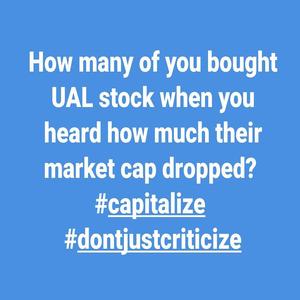 How many of you bought
UAL stock when you
heard how much their
market cap dropped?
#capitalize
#dontjustcriticize